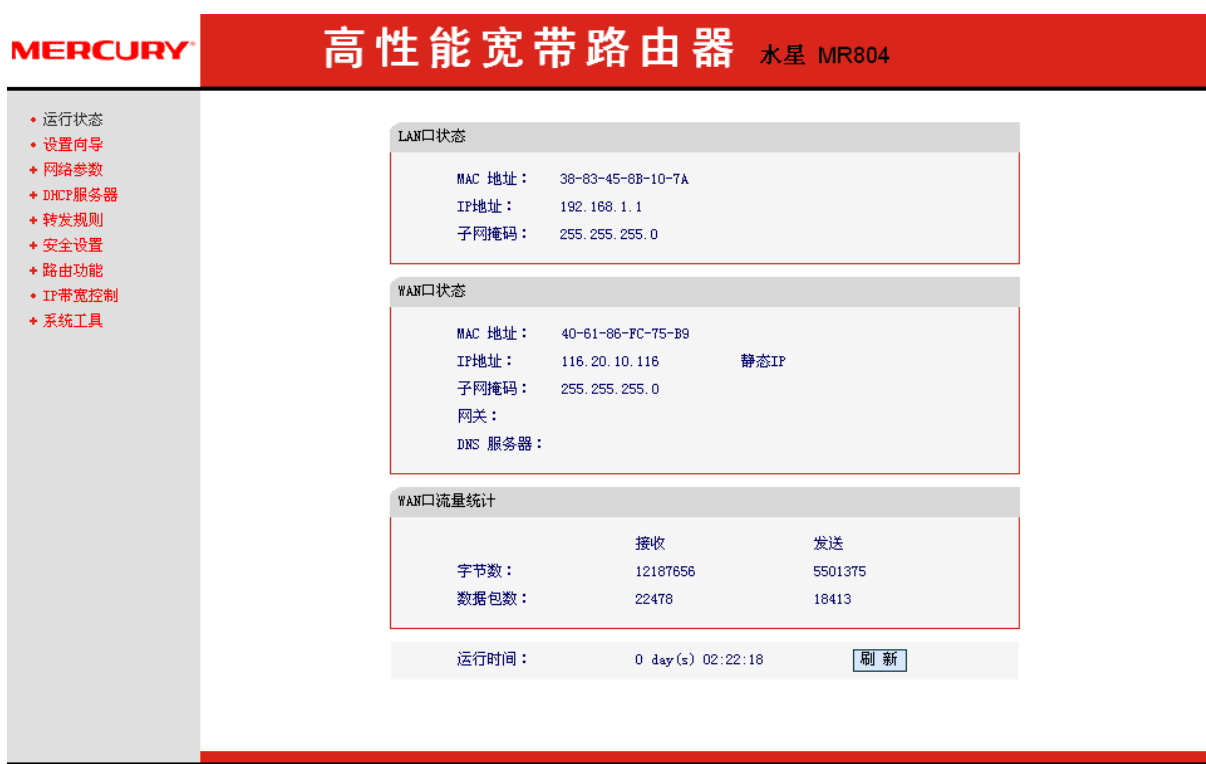 MERCURY
高性能宽带路由器 水星 MR804
运行状态
设置向导
网络参数
DHCP服务器
转发规则
安全设置
路由功能
IP带宽控制
系统工具
LAN口状态
MAC 地址： 38-83-45-8B-10-7A
IP地址： 192.168.1.1
子网掩码： 255.255.255.0
WAN口状态
MAC 地址： 40-61-86-FC-75-B9
IP地址： 116.20.10.116 静态IP
子网掩码： 255.255.255.0
网关：
DNS 服务器：
WAN口流量统计
接收 发送
字节数： 12187656 5501375
数据包数： 22478 18413
运行时间： 0 day(s) 02:22:18 刷 新